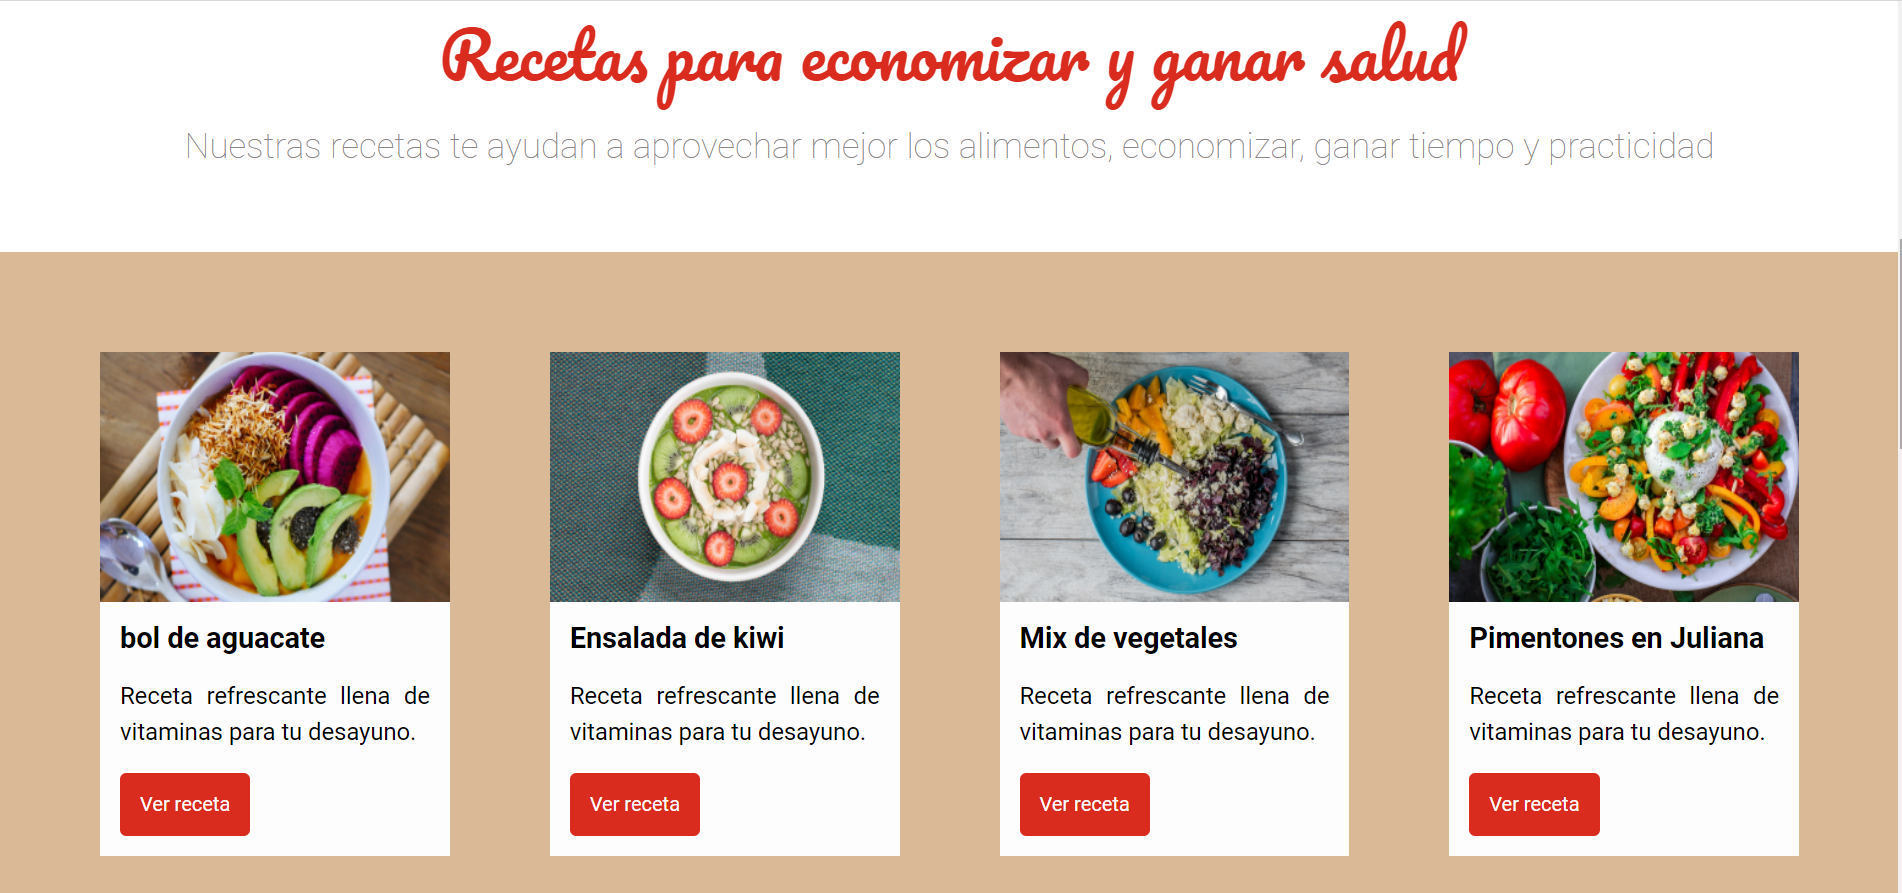 Recetas para economizar y ganar salud
Nuestras recetas te ayudan a aprovechar mejor los alimentos, economizar, ganar tiempo y practicidad
bol de aguacate
Receta refrescante llena de
vitaminas para tu desayuno.
Ver receta
Ensalada de kiwi
Receta refrescante llena de
vitaminas para tu desayuno.
Ver receta
Mix de vegetales
Receta refrescante llena de
vitaminas para tu desayuno.
Ver receta
Pimentones en Juliana
Receta refrescante llena de
vitaminas para tu desayuno.
Ver receta